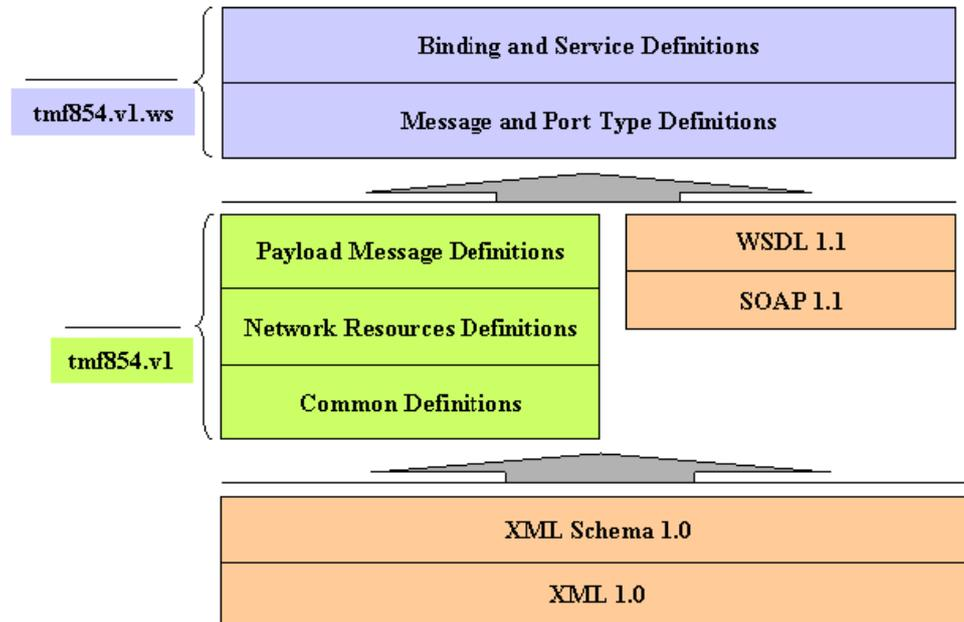 Binding and Service Definitions
tmf854.v1.ws
Message and Port Type Definitions
Payload Message Definitions
WSDL 1.1
SOAP 1.1
Network Resources Definitions
tmf854.v1
Common Definitions
XML Schema 1.0
XML 1.0